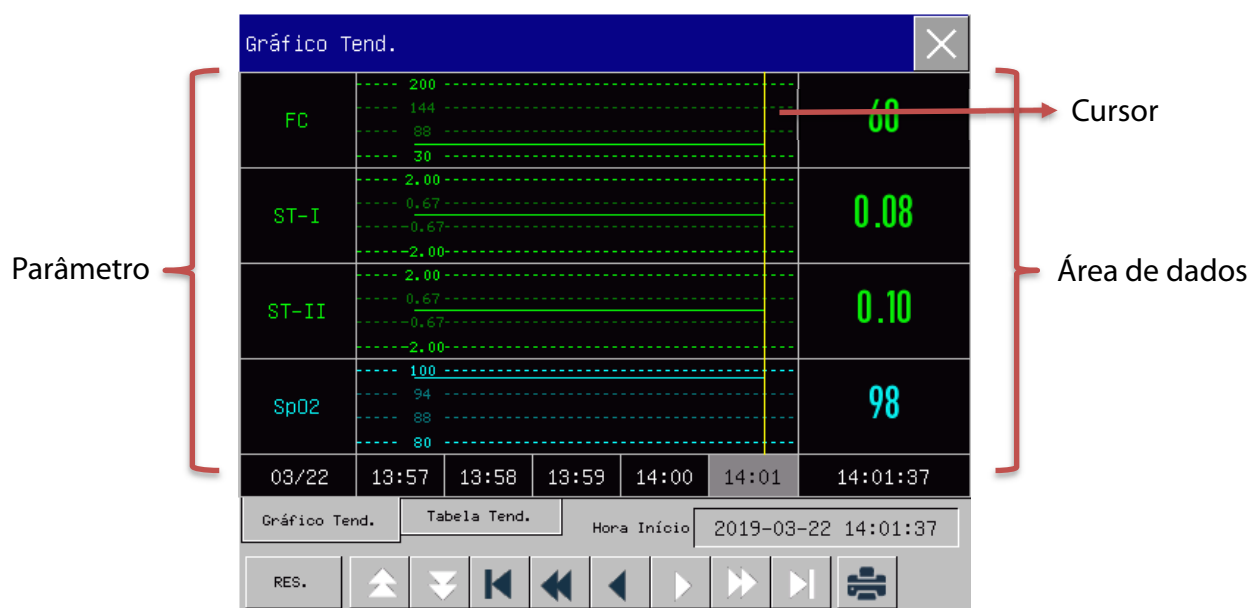 Gráfico Tend.
Parâmetro
Cursor
Área de dados
FC
200
144
88
30
60
ST-I
2.00
0.67
-0.67
-2.00
0.08
ST-II
2.00
0.67
-0.67
-2.00
0.10
SpO2
100
94
88
80
98
03/22 13:57 13:58 13:59 14:00 14:01 14:01:37
Gráfico Tend. Tabela Tend. Hora Início 2019-03-22 14:01:37
RES.